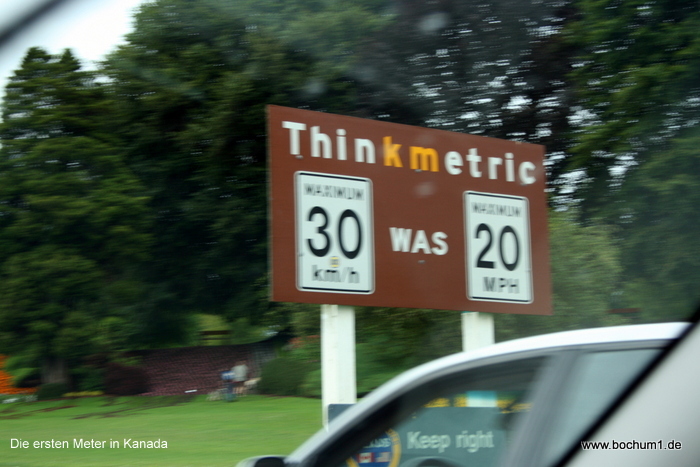 Thinkmetric
MAXIMUM
30
km/h
WAS
MAXIMUM
20
MPH
Keep right
Die ersten Meter in Kanada
www.bochum1.de